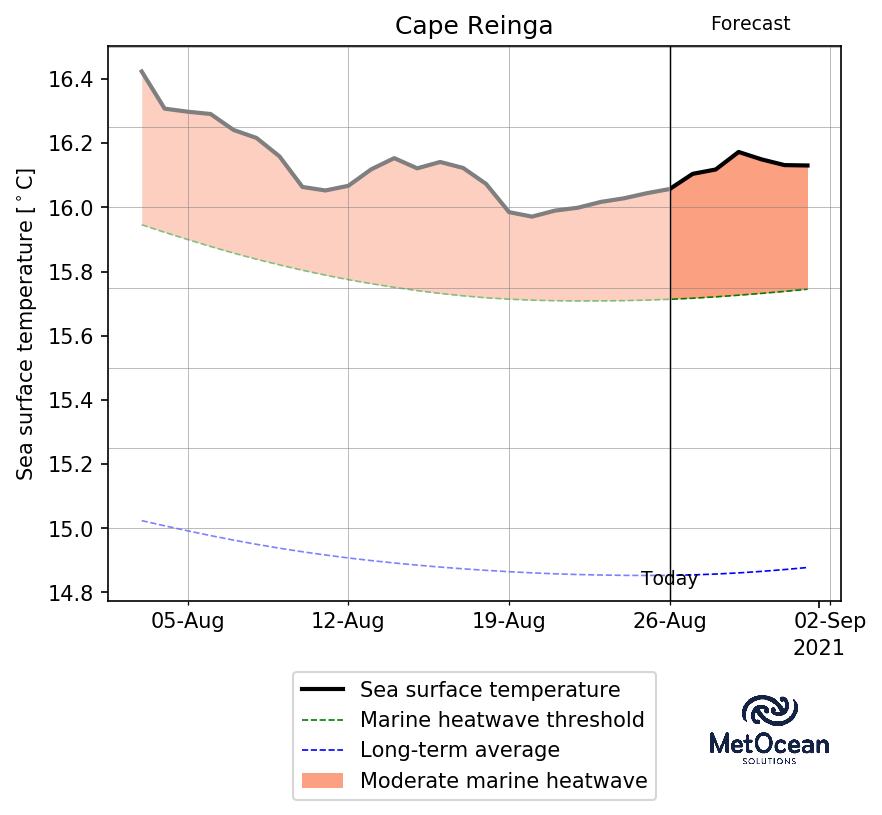 Cape Reinga
Forecast
Sea surface temperature [°C]
16.4
16.2
16.0
15.8
15.6
15.4
15.2
15.0
14.8
Today
05-Aug 12-Aug 19-Aug 26-Aug 02-Sep
2021
Sea surface temperature
Marine heatwave threshold
Long-term average
Moderate marine heatwave
MetOcean
SOLUTIONS